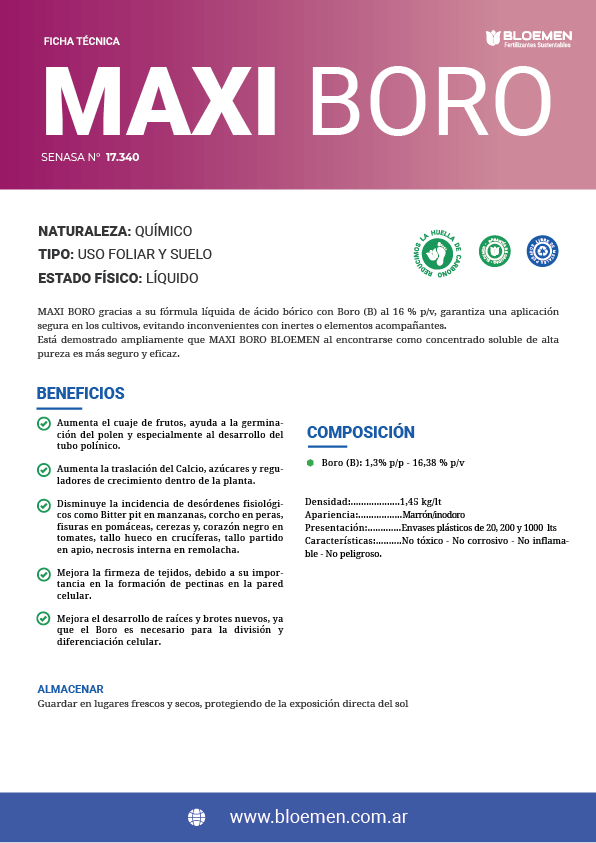 FICHA TÉCNICA
BLOEMEN
Fertilizantes Sustentables
MAXI BORO
SENASA Nº 17.340
NATURALEZA: QUÍMICO
TIPO: USO FOLIAR Y SUELO
ESTADO FÍSICO: LÍQUIDO
REDUCIMOS LA HUELLA DE CARBONO
MAXI BORO gracias a su fórmula líquida de ácido bórico con Boro (B) al 16 % p/v, garantiza una aplicación
segura en los cultivos, evitando inconvenientes con inertes o elementos acompañantes.
Está demostrado ampliamente que MAXI BORO BLOEMEN al encontrarse como concentrado soluble de alta
pureza es más seguro y eficaz.
BENEFICIOS
Aumenta el cuaje de frutos, ayuda a la germina-
ción del polen y especialmente al desarrollo del
tubo polínico.
Aumenta la traslación del Calcio, azúcares y regu-
ladores de crecimiento dentro de la planta.
Disminuye la incidencia de desórdenes fisiológi-
cos como Bitter pit en manzanas, corcho en peras,
fisuras en pomáceas, cerezas y, corazón negro en
tomates, tallo hueco en crucíferas, tallo partido
en apio, necrosis interna en remolacha.
Mejora la firmeza de tejidos, debido a su impor-
tancia en la formación de pectinas en la pared
celular.
Mejora el desarrollo de raíces y brotes nuevos, ya
que el Boro es necesario para la división y
diferenciación celular.
COMPOSICIÓN
Boro (B): 1,3% p/p - 16,38 % p/v
Densidad:...................1,45 kg/lt
Apariencia:.................Marrón/inodoro
Presentación:.............Envases plásticos de 20, 200 y 1000 lts
Características:..........No tóxico - No corrosivo - No inflama-
ble - No peligroso.
ALMACENAR
Guardar en lugares frescos y secos, protegiendo de la exposición directa del sol
www.bloemen.com.ar